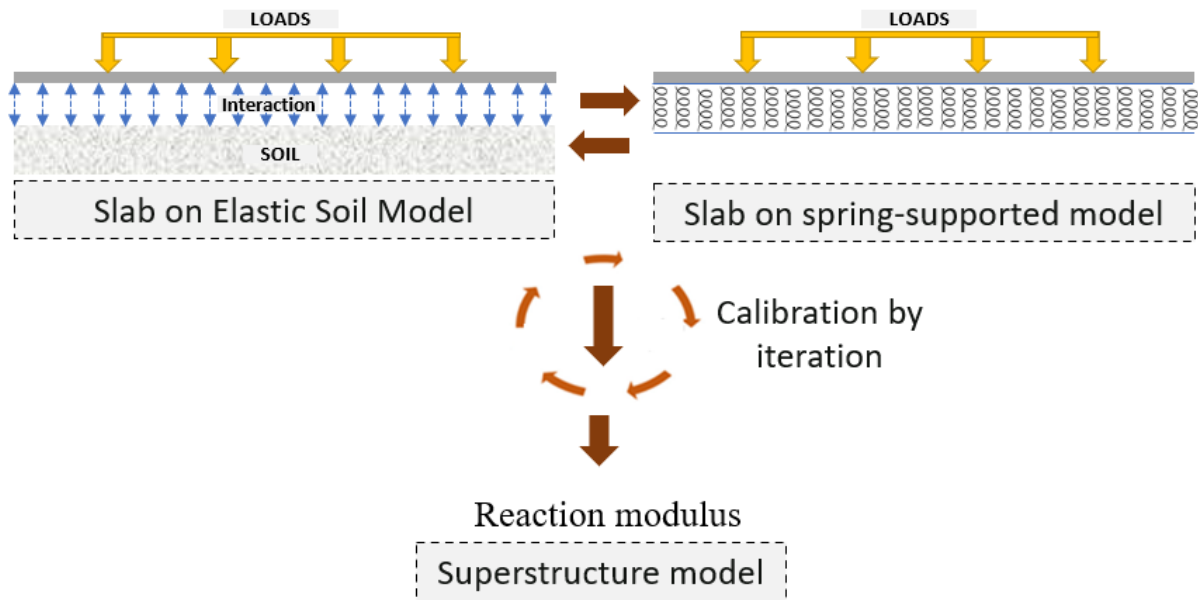 LOADS
Interaction
SOIL
Slab on Elastic Soil Model
LOADS
Slab on spring-supported model
Calibration by
iteration
Reaction modulus
Superstructure model